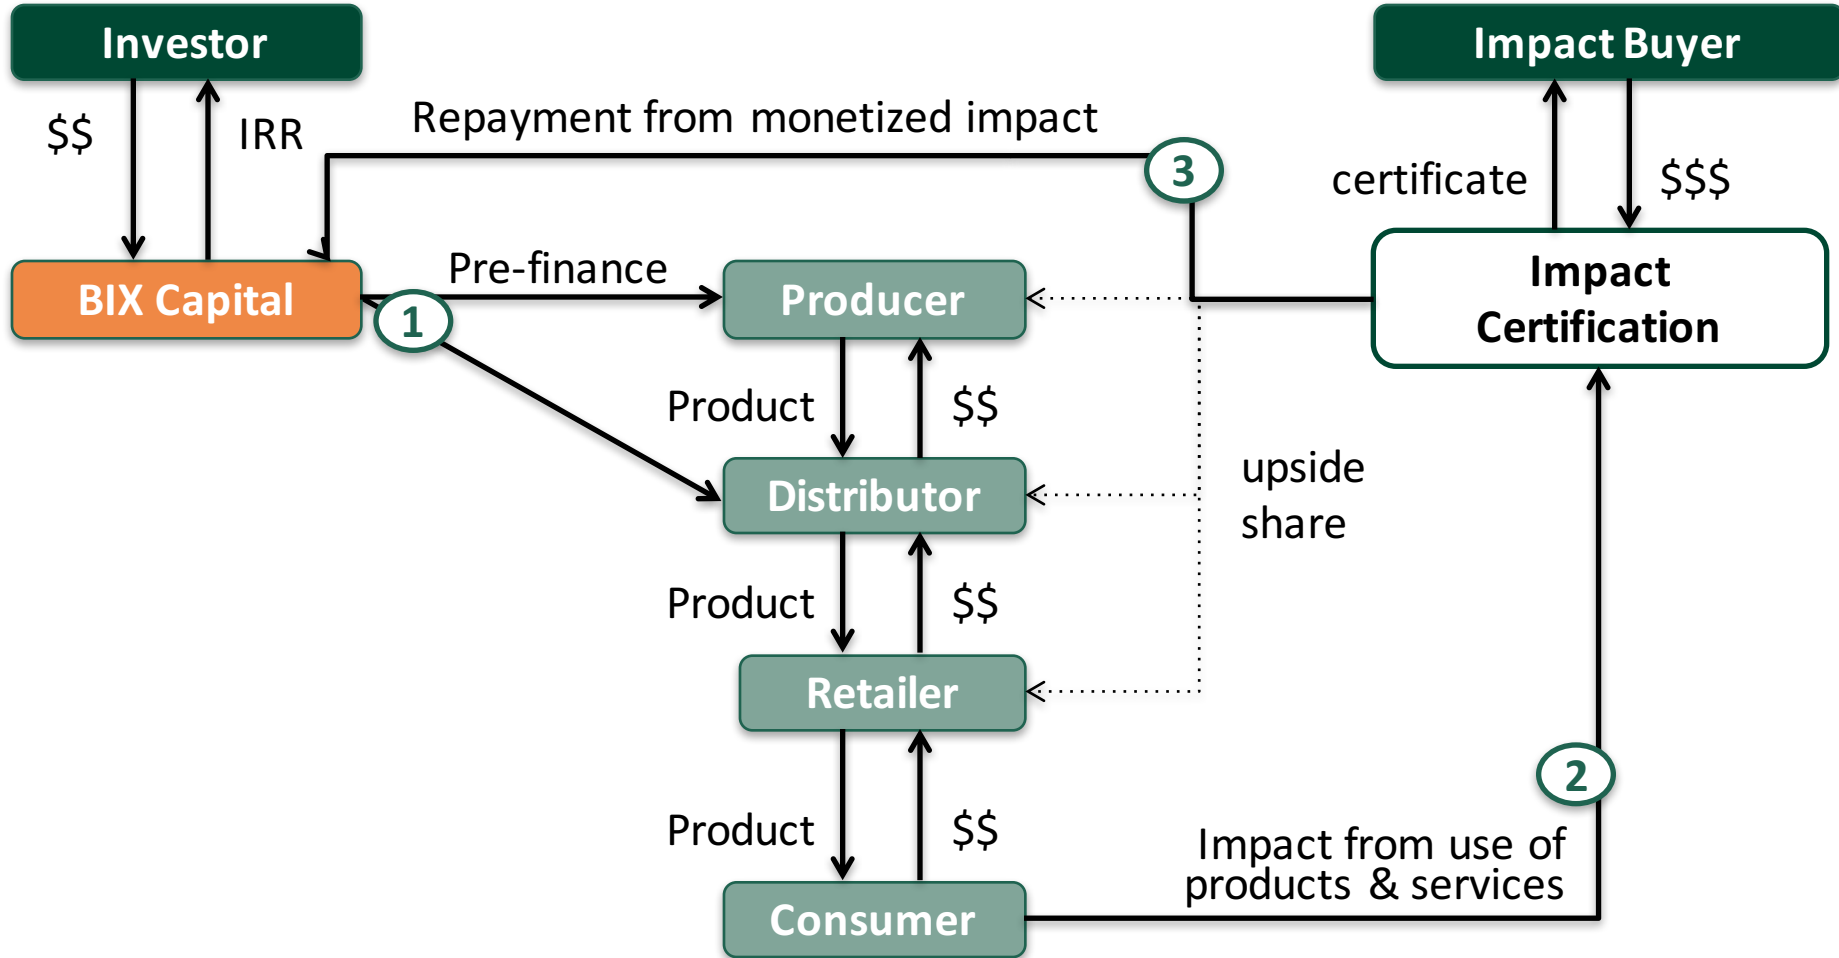 Investor
Impact Buyer
$$
IRR
Repayment from monetized impact
3
certificate
$$$
BIX Capital
Pre-finance
1
Producer
Impact
Certification
Product
$$
Distributor
upside
share
Product
$$
Retailer
2
Product
$$
Impact from use of
products & services
Consumer